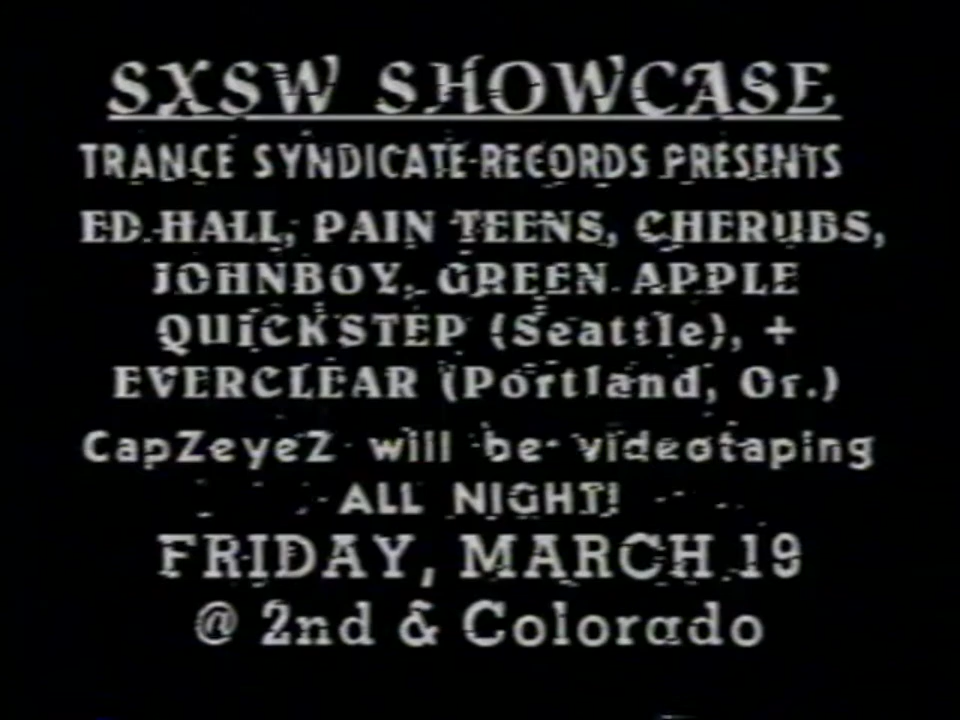 SXSW SHOWCASE
TRANCE SYNDICATE RECORDS PRESENTS
ED HALL, PAIN TEENS, CHERUBS,
JOHNBOY, GREEN APPLE
QUICKSTEP (Seattle), +
EVERCLEAR (Portland, Or.)
CapZeyeZ will be videotaping
ALL NIGHT!
FRIDAY, MARCH 19
@ 2nd & Colorado